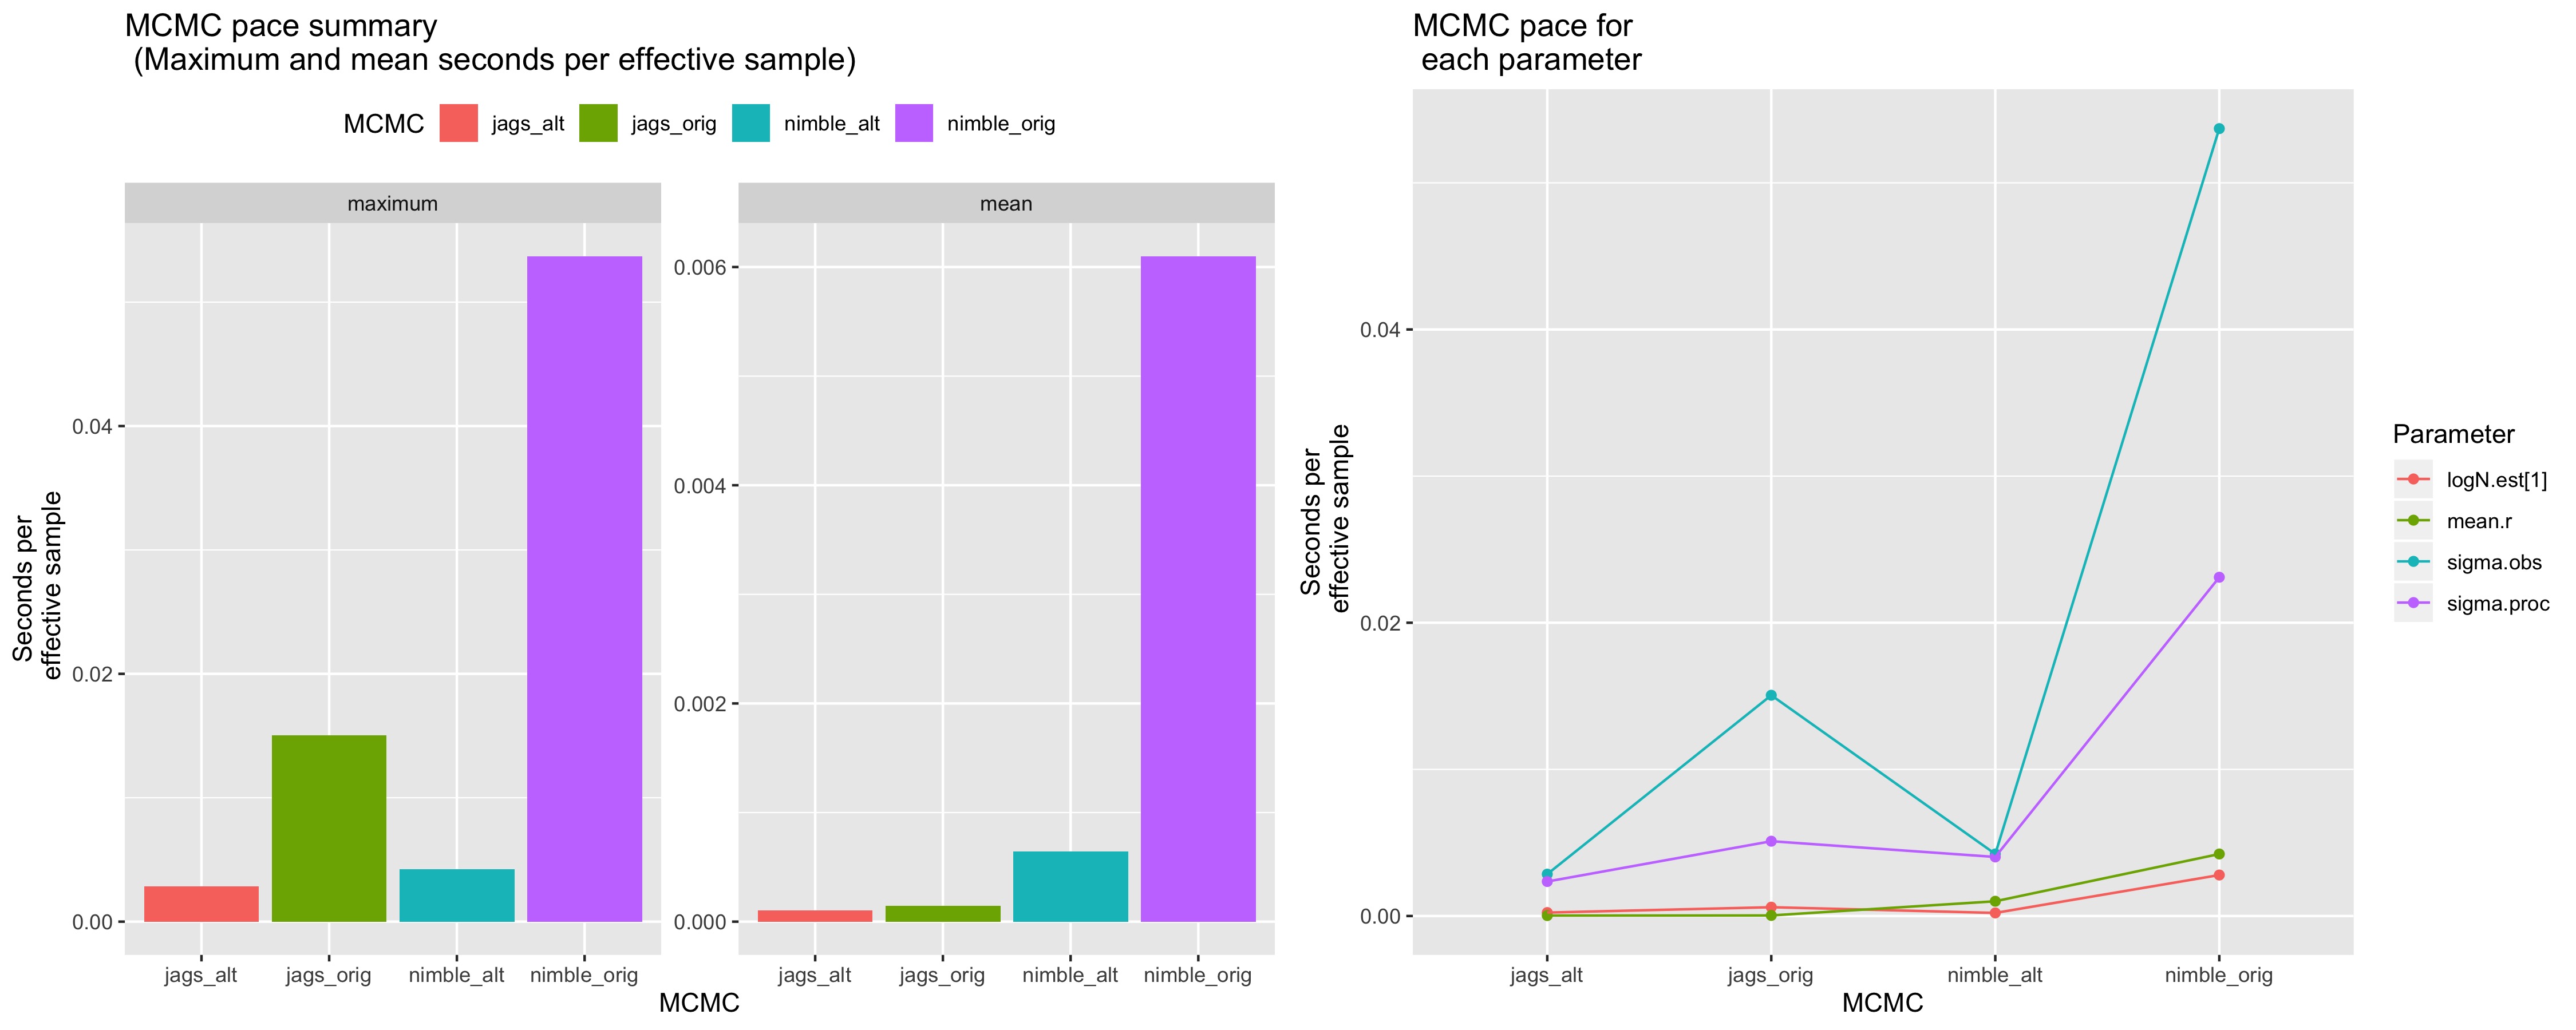 MCMC pace summary
(Maximum and mean seconds per effective sample)
MCMC jags_alt jags_orig nimble_alt nimble_orig
maximum
mean
Seconds per
effective sample
0.04
0.02
0.00
0.006
0.004
0.002
0.000
jags_alt jags_orig nimble_alt nimble_orig
jags_alt jags_orig nimble_alt nimble_orig
MCMC
MCMC pace for
each parameter
Seconds per
effective sample
0.04
0.02
0.00
jags_alt jags_orig nimble_alt nimble_orig
MCMC
Parameter
logN.est[1]
mean.r
sigma.obs
sigma.proc